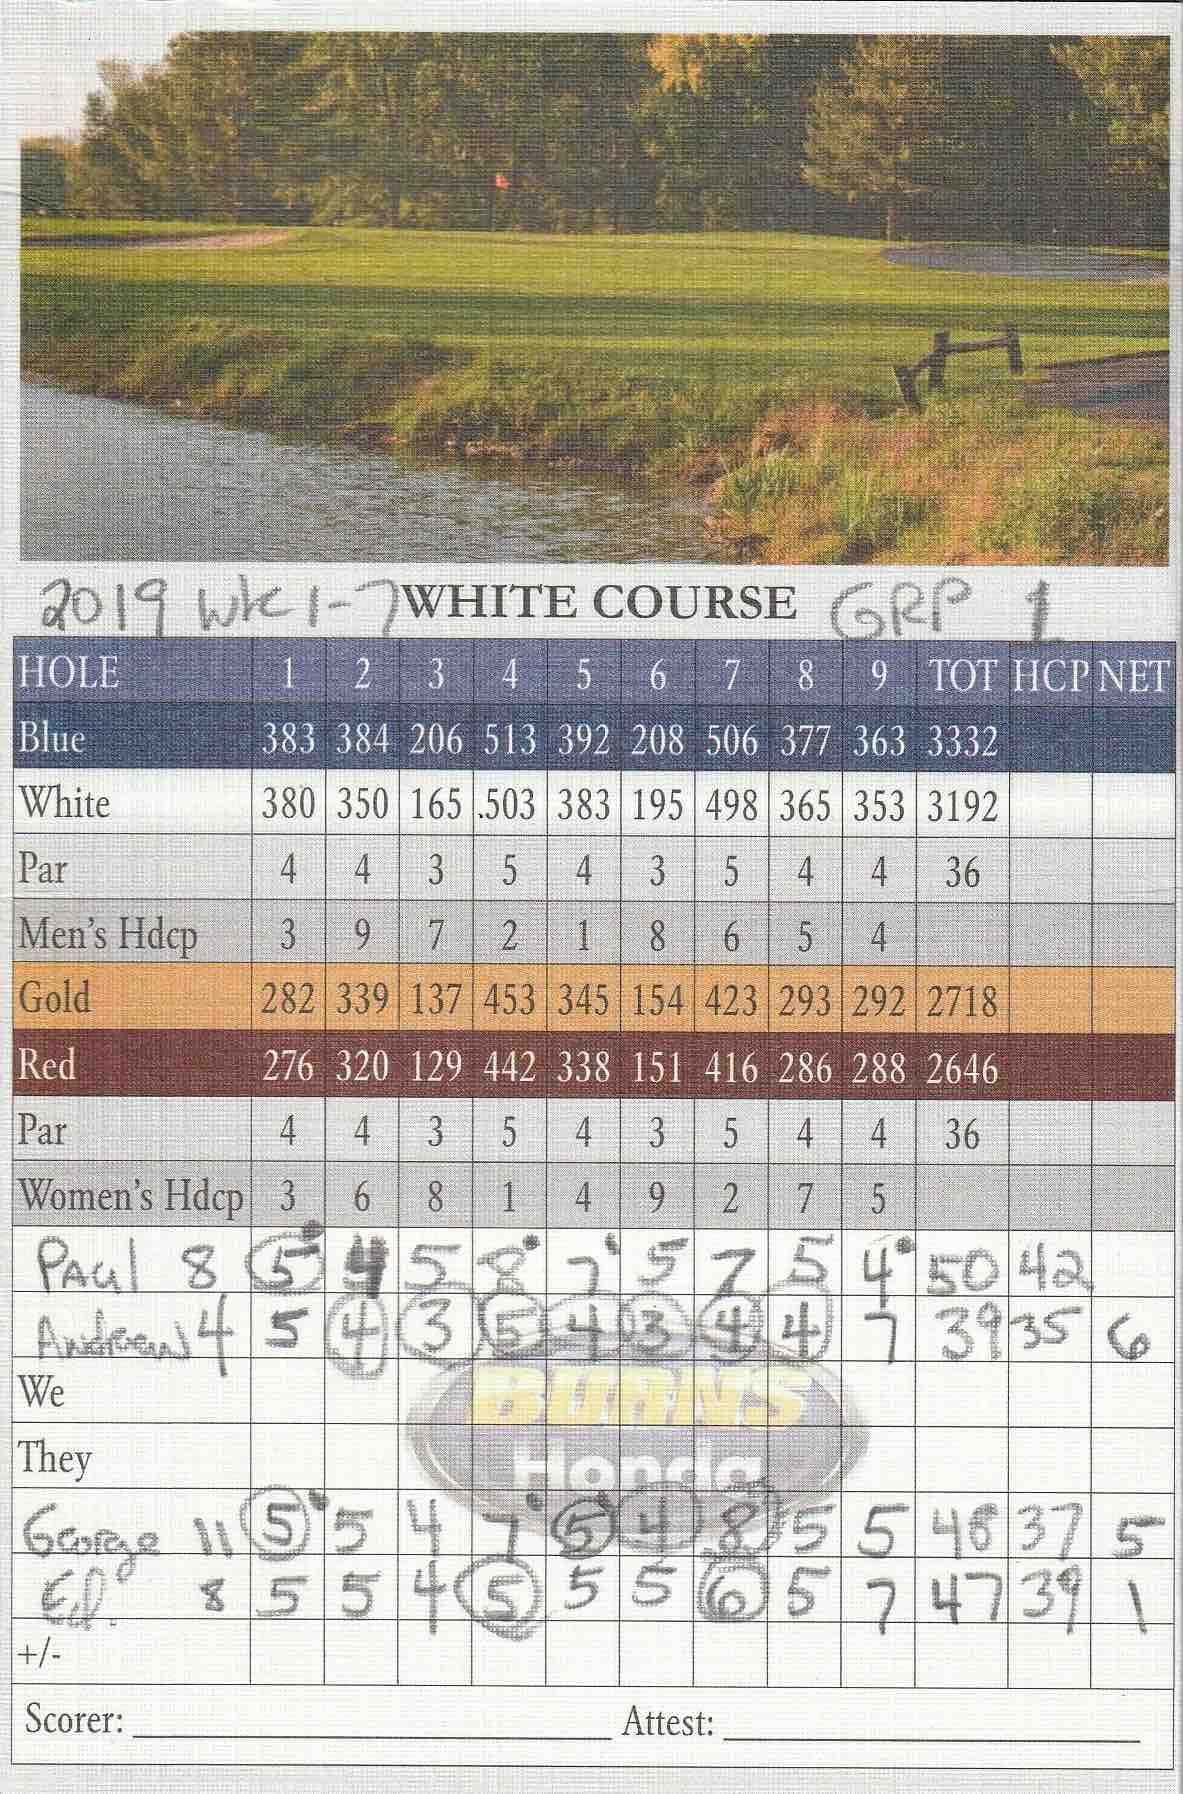 2019 WK 1-7 WHITE COURSE GRP 1
HOLE 1 2 3 4 5 6 7 8 9 TOT HCP NET
Blue 383 384 206 513 392 208 506 377 363 3332
White 380 350 165 .503 383 195 498 365 353 3192
Par 4 4 3 5 4 3 5 4 4 36
Men's Hdcp 3 9 7 2 1 8 6 5 4
Gold 282 339 137 453 345 154 423 293 292 2718
Red 276 320 129 442 338 151 416 286 288 2646
Par 4 4 3 5 4 3 5 4 4 36
Women's Hdcp 3 6 8 1 4 9 2 7 5
PAul 8 5 4 5 8 7 5 7 5 4 50 42
Andrew 4 5 4 3 5 4 3 4 4 7 39 35 6
We
BURNS
They
Honda
George 11 5 5 4 7 5 4 8 5 5 48 37 5
Ed. 8 5 5 4 5 5 5 6 5 7 47 39 1
+/-
Scorer: Attest: